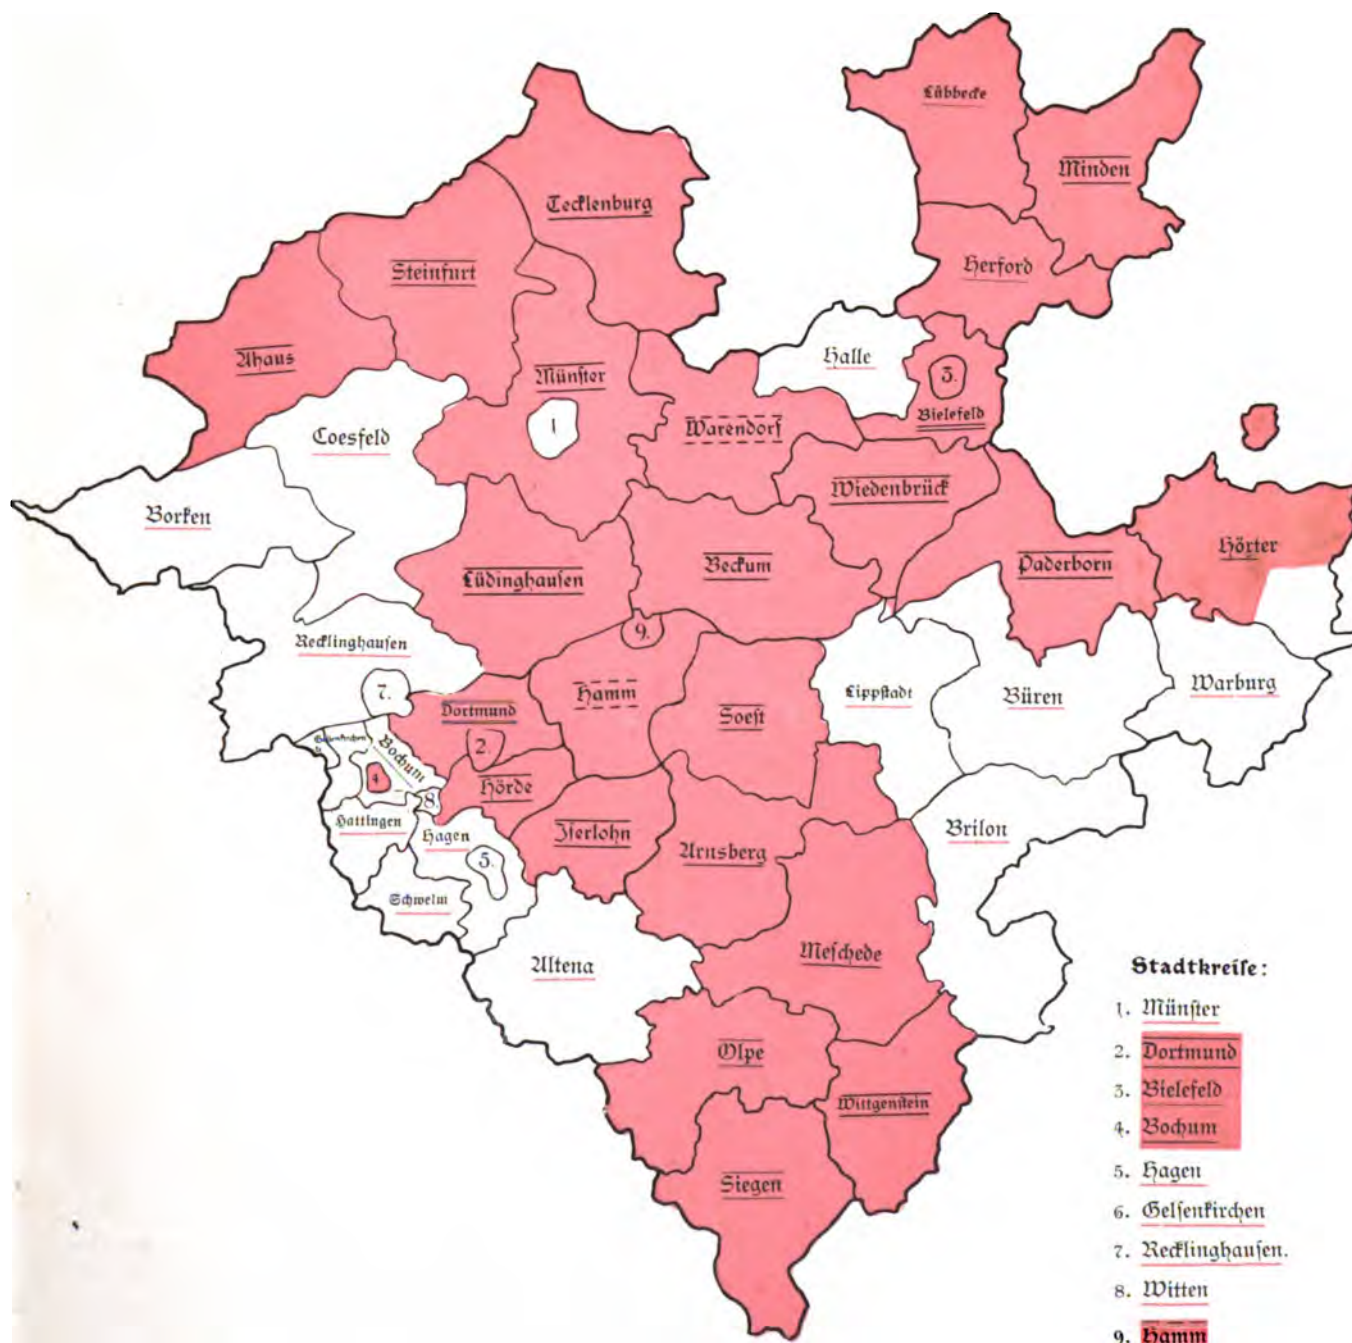 Lübbecke
Minden
Tecklenburg
Herford
Steinfurt
Ahaus
Halle
3.
Bielefeld
Münster
1
Warendorf
Coesfeld
Wiedenbrück
Borken
Höxter
Paderborn
Beckum
Lüdinghausen
9.
Recklinghausen
7.
Hamm
Lippstadt
Büren
Warburg
Dortmund
Soest
2.
Gelsenkirchen
Bochum
4.
8.
Hörde
Hattingen
Hagen
Iserlohn
Arnsberg
Brilon
5.
Schwelm
Altena
Meschede
Olpe
Wittgenstein
Siegen
Stadtkreise:
1. Münster
2. Dortmund
3. Bielefeld
4. Bochum
5. Hagen
6. Gelsenkirchen
7. Recklinghausen.
8. Witten
9. Hamm